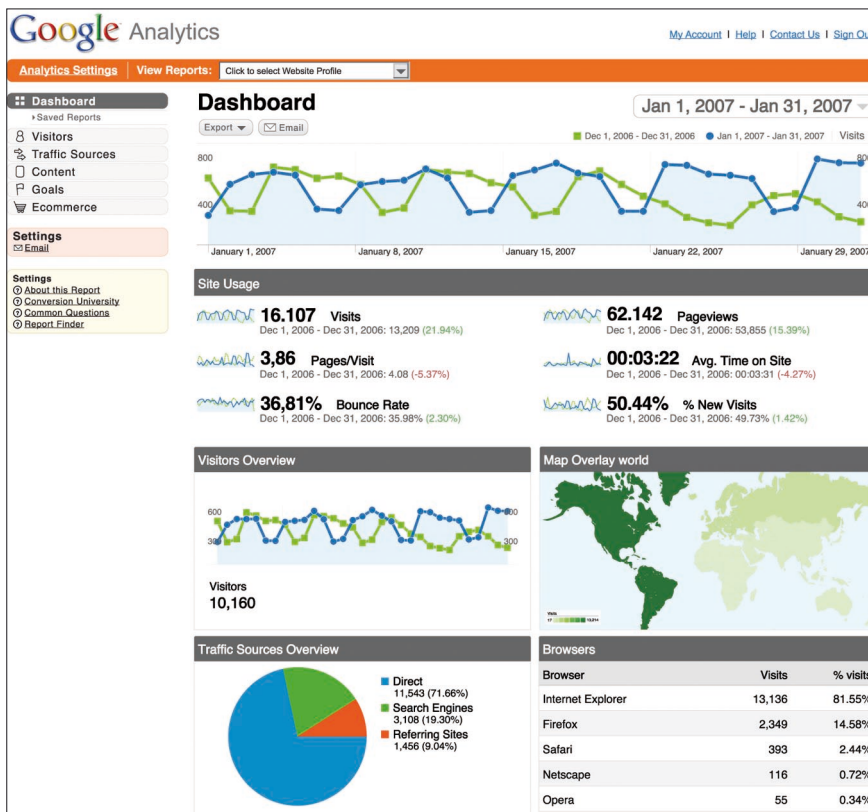 Google Analytics
My Account | Help | Contact Us | Sign Ou
Analytics Settings | View Reports: Click to select Website Profile
Dashboard
Saved Reports
Visitors
Traffic Sources
Content
Goals
Ecommerce
Settings
Email
Settings
About this Report
Conversion University
Common Questions
Report Finder
Dashboard
Jan 1, 2007 - Jan 31, 2007
Export Email
Dec 1, 2006 - Dec 31, 2006 Jan 1, 2007 - Jan 31, 2007 Visits
800 800
400 400
January 1, 2007 January 8, 2007 January 15, 2007 January 22, 2007 January 29, 2007
Site Usage
16.107 Visits
Dec 1, 2006 - Dec 31, 2006: 13,209 (21.94%)
62.142 Pageviews
Dec 1, 2006 - Dec 31, 2006: 53,855 (15.39%)
3,86 Pages/Visit
Dec 1, 2006 - Dec 31, 2006: 4.08 (-5.37%)
00:03:22 Avg. Time on Site
Dec 1, 2006 - Dec 31, 2006: 00:03:31 (-4.27%)
36,81% Bounce Rate
Dec 1, 2006 - Dec 31, 2006: 35.98% (2.30%)
50.44% % New Visits
Dec 1, 2006 - Dec 31, 2006: 49.73% (1.42%)
Visitors Overview
600 600
300 300
Visitors
10,160
Map Overlay world
Visits
17 13,214
Traffic Sources Overview
Direct
11,543 (71.66%)
Search Engines
3,108 (19.30%)
Referring Sites
1,456 (9.04%)
Browsers
Browser Visits % visits
Internet Explorer 13,136 81.55%
Firefox 2,349 14.58%
Safari 393 2.44%
Netscape 116 0.72%
Opera 55 0.34%